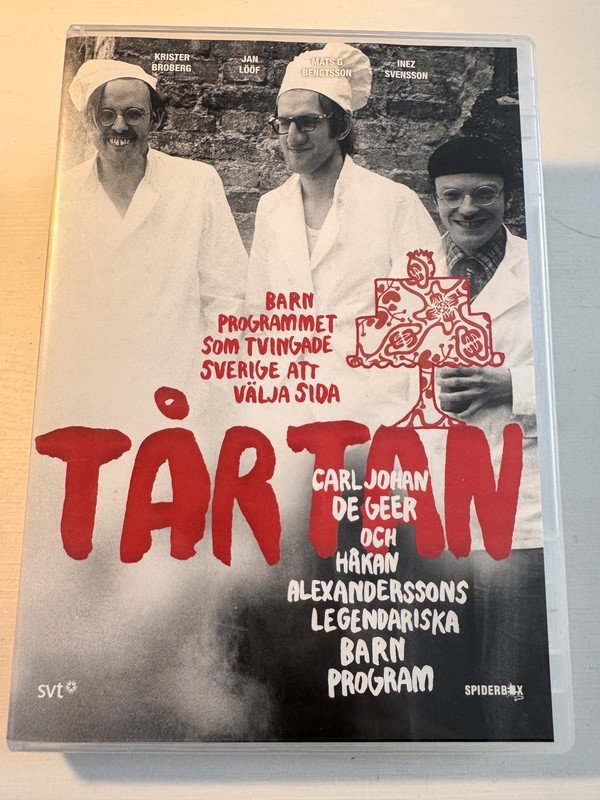 KRISTER
BROBERG
JAN
LÖÖF
MATS G
BENGTSSON
INEZ
SVENSSON
BARN
PROGRAMMET
SOM TVINGADE
SVERIGE ATT
VÄLJA SIDA
TÅRTAN
CARL JOHAN
DE GEER
OCH
HÅKAN
ALEXANDERSSONS
LEGENDARISKA
BARN
PROGRAM
svt
SPIDERBOX